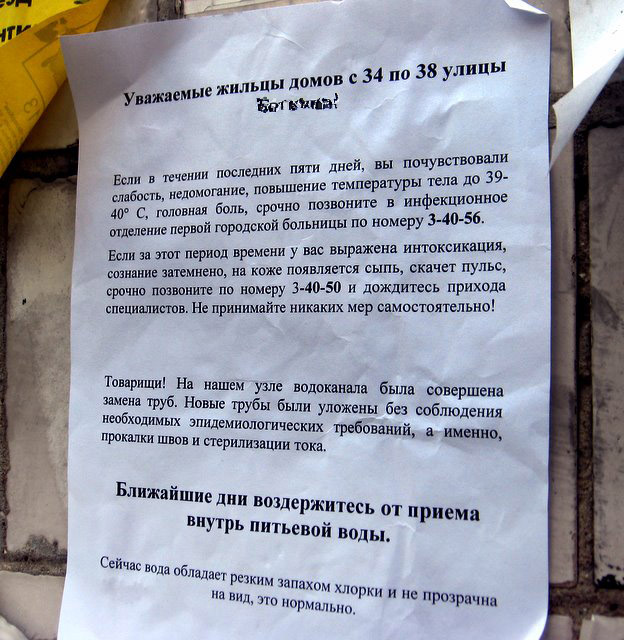 Уважаемые жильцы домов с 34 по 38 улицы
Если в течении последних пяти дней, вы почувствовали
слабость, недомогание, повышение температуры тела до 39-
40° С, головная боль, срочно позвоните в инфекционное
отделение первой городской больницы по номеру 3-40-56.
Если за этот период времени у вас выражена интоксикация,
сознание затемнено, на коже появляется сыпь, скачет пульс,
срочно позвоните по номеру 3-40-50 и дождитесь прихода
специалистов. Не принимайте никаких мер самостоятельно!
Товарищи! На нашем узле водоканала была совершена
замена труб. Новые трубы были уложены без соблюдения
необходимых эпидемиологических требований, а именно,
прокалки швов и стерилизации тока.
Ближайшие дни воздержитесь от приема
внутрь питьевой воды.
Сейчас вода обладает резким запахом хлорки и не прозрачна
на вид, это нормально.